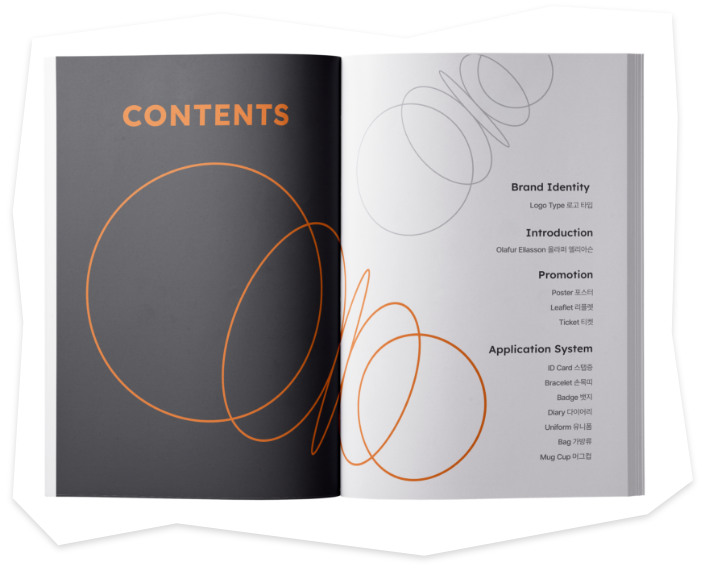 CONTENTS
Brand Identity
Logo Type 로고 타입
Introduction
Olafur Eliasson 올라퍼 엘리아슨
Promotion
Poster 포스터
Leaflet 리플렛
Ticket 티켓
Application System
ID Card 스탭증
Bracelet 손목띠
Badge 뱃지
Diary 다이어리
Uniform 유니폼
Bag 가방류
Mug Cup 머그컵